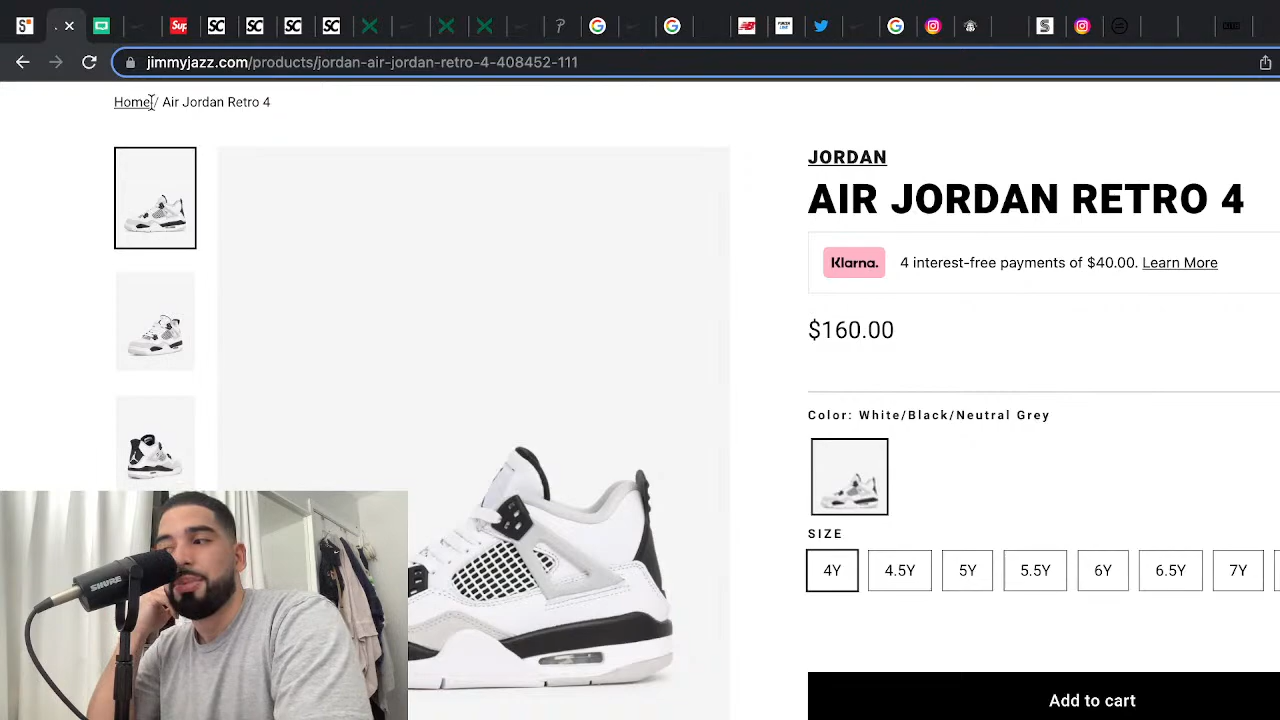 jimmyjazz.com/products/jordan-air-jordan-retro-4-408452-111
Home / Air Jordan Retro 4
JORDAN
AIR JORDAN RETRO 4
Klarna. 4 interest-free payments of $40.00. Learn More
$160.00
Color: White/Black/Neutral Grey
SIZE
4Y 4.5Y 5Y 5.5Y 6Y 6.5Y 7Y
Add to cart
SHURE